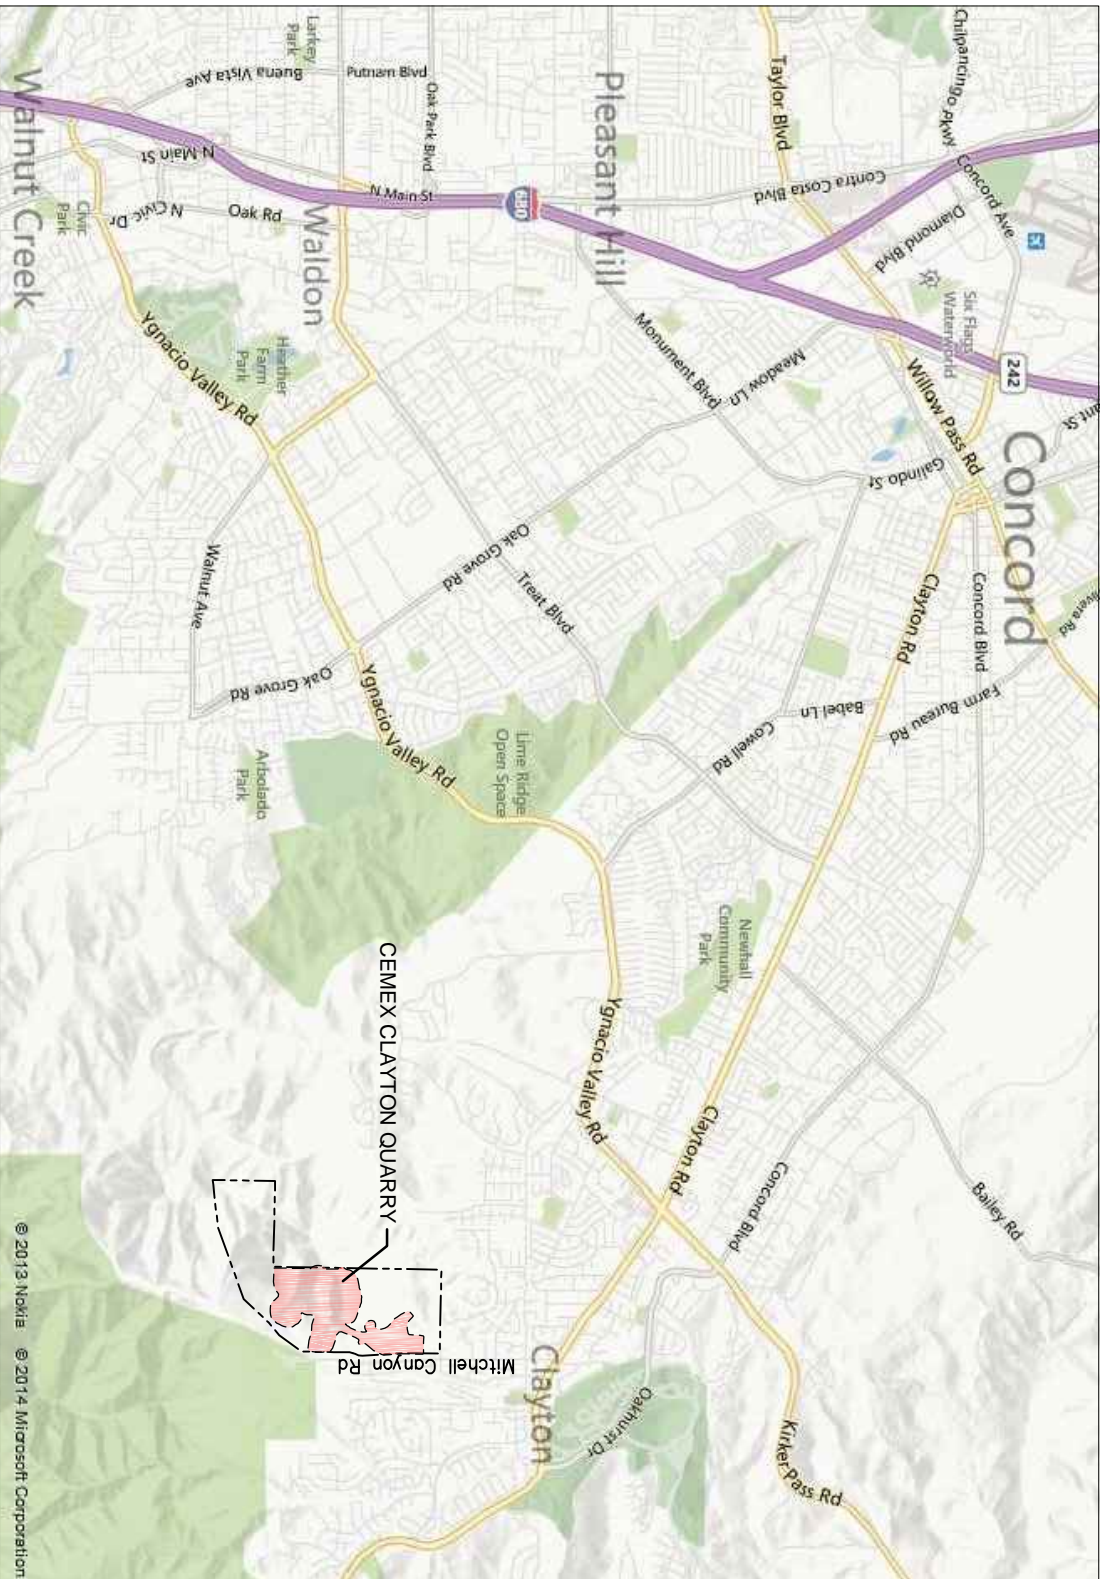 Chilpancingo Pkwy
Concord Ave
242
ant St
Concord
ivera Rd
Taylor Blvd
Contra Costa Blvd
Diamond Blvd
Six Flags
Waterworld
Willow Pass Rd
Galindo St
Clayton Rd
Concord Blvd
Farm Bureau Rd
Babel Ln
Cowell Rd
Bailey Rd
Pleasant Hill
680
Monument Blvd
Meadow Ln
Newhall
Community
Park
Clayton Rd
Concord Blvd
Kirker Pass Rd
Oakhurst Dr
Clayton
Ygnacio Valley Rd
Treat Blvd
Oak Grove Rd
Lime Ridge
Open Space
Ygnacio Valley Rd
Putnam Blvd
Oak Park Blvd
N Main St
Larkey
Park
Buena Vista Ave
Waldon
Oak Rd
N Main St
N Civic Dr
Civic
Park
Heather
Farm
Park
Ygnacio Valley Rd
Walnut Ave
Oak Grove Rd
Arbolado
Park
CEMEX CLAYTON QUARRY
Mitchell Canyon Rd
Walnut Creek
© 2013 Nokia © 2014 Microsoft Corporation